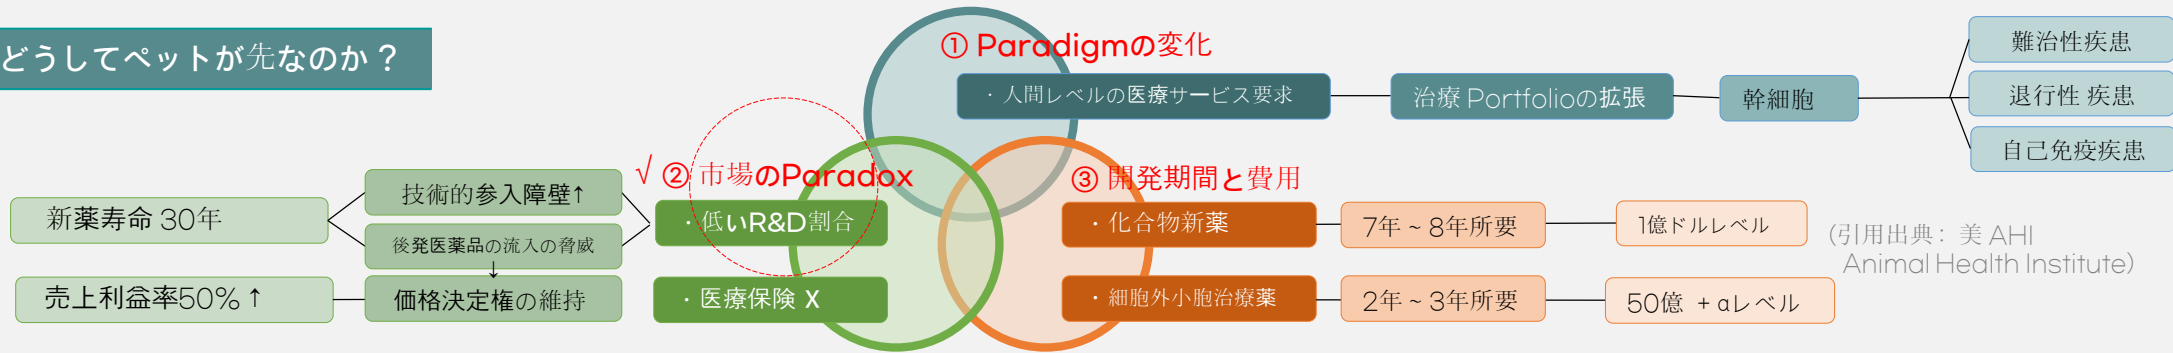 どうしてペットが先なのか？
① Paradigmの変化
・人間レベルの医療サービス要求
治療 Portfolioの拡張
幹細胞
難治性疾患
退行性 疾患
自己免疫疾患
√ ② 市場のParadox
・低いR&D割合
技術的参入障壁↑
後発医薬品の流入の脅威
↓
新薬寿命 30年
・医療保険 X
価格決定権の維持
売上利益率50% ↑
③ 開発期間と費用
・化合物新薬
7年 ~ 8年所要
1億ドルレベル
・細胞外小胞治療薬
2年 ~ 3年所要
50億 + αレベル
(引用出典: 美 AHI
Animal Health Institute)